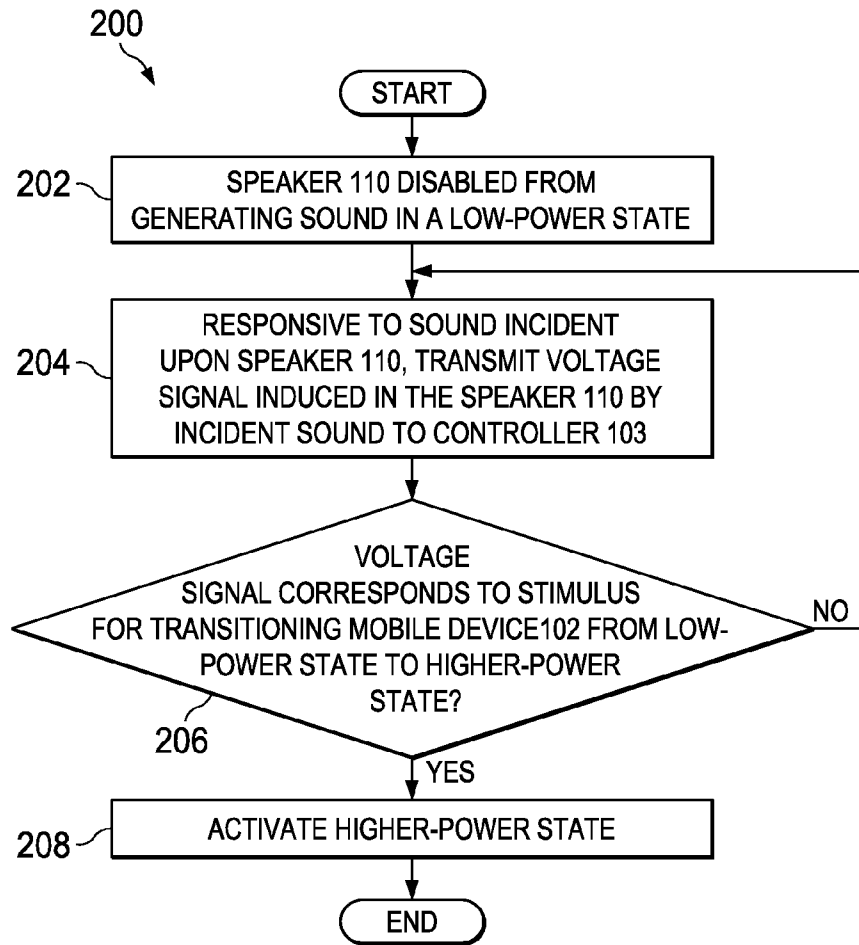 200
START
202
SPEAKER 110 DISABLED FROM
GENERATING SOUND IN A LOW-POWER STATE
204
RESPONSIVE TO SOUND INCIDENT
UPON SPEAKER 110, TRANSMIT VOLTAGE
SIGNAL INDUCED IN THE SPEAKER 110 BY
INCIDENT SOUND TO CONTROLLER 103
VOLTAGE
SIGNAL CORRESPONDS TO STIMULUS
FOR TRANSITIONING MOBILE DEVICE102 FROM LOW-
POWER STATE TO HIGHER-POWER
STATE?
NO
206
YES
208
ACTIVATE HIGHER-POWER STATE
END